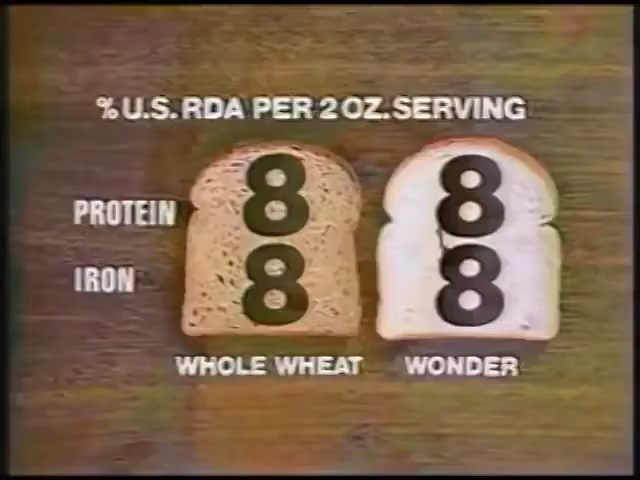 % U.S. RDA PER 2 OZ. SERVING
PROTEIN 8 8
IRON 8 8
WHOLE WHEAT WONDER